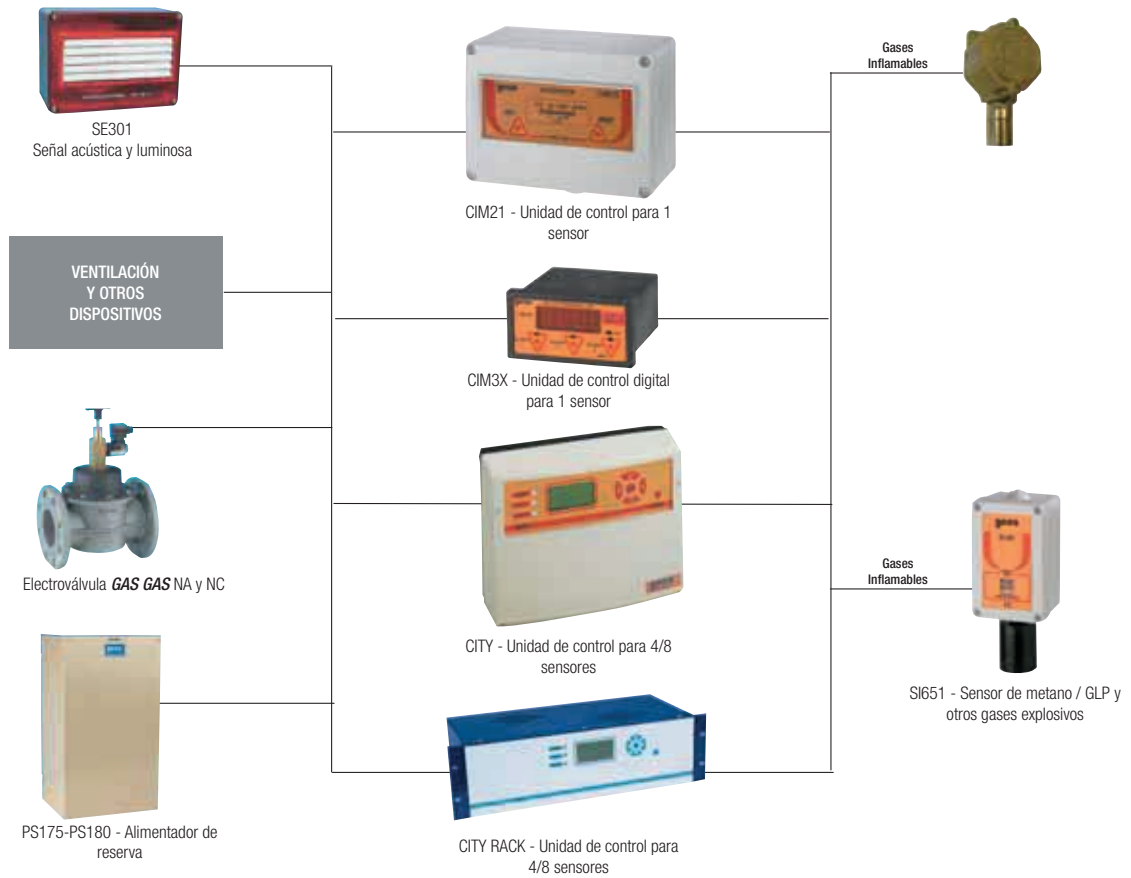 SE301
Señal acústica y luminosa
VENTILACIÓN
Y OTROS
DISPOSITIVOS
Electroválvula GAS GAS NA y NC
PS175-PS180 - Alimentador de
reserva
CIM21 - Unidad de control para 1
sensor
CIM3X - Unidad de control digital
para 1 sensor
CITY - Unidad de control para 4/8
sensores
CITY RACK - Unidad de control para
4/8 sensores
Gases
Inflamables
Gases
Inflamables
SI651 - Sensor de metano / GLP y
otros gases explosivos